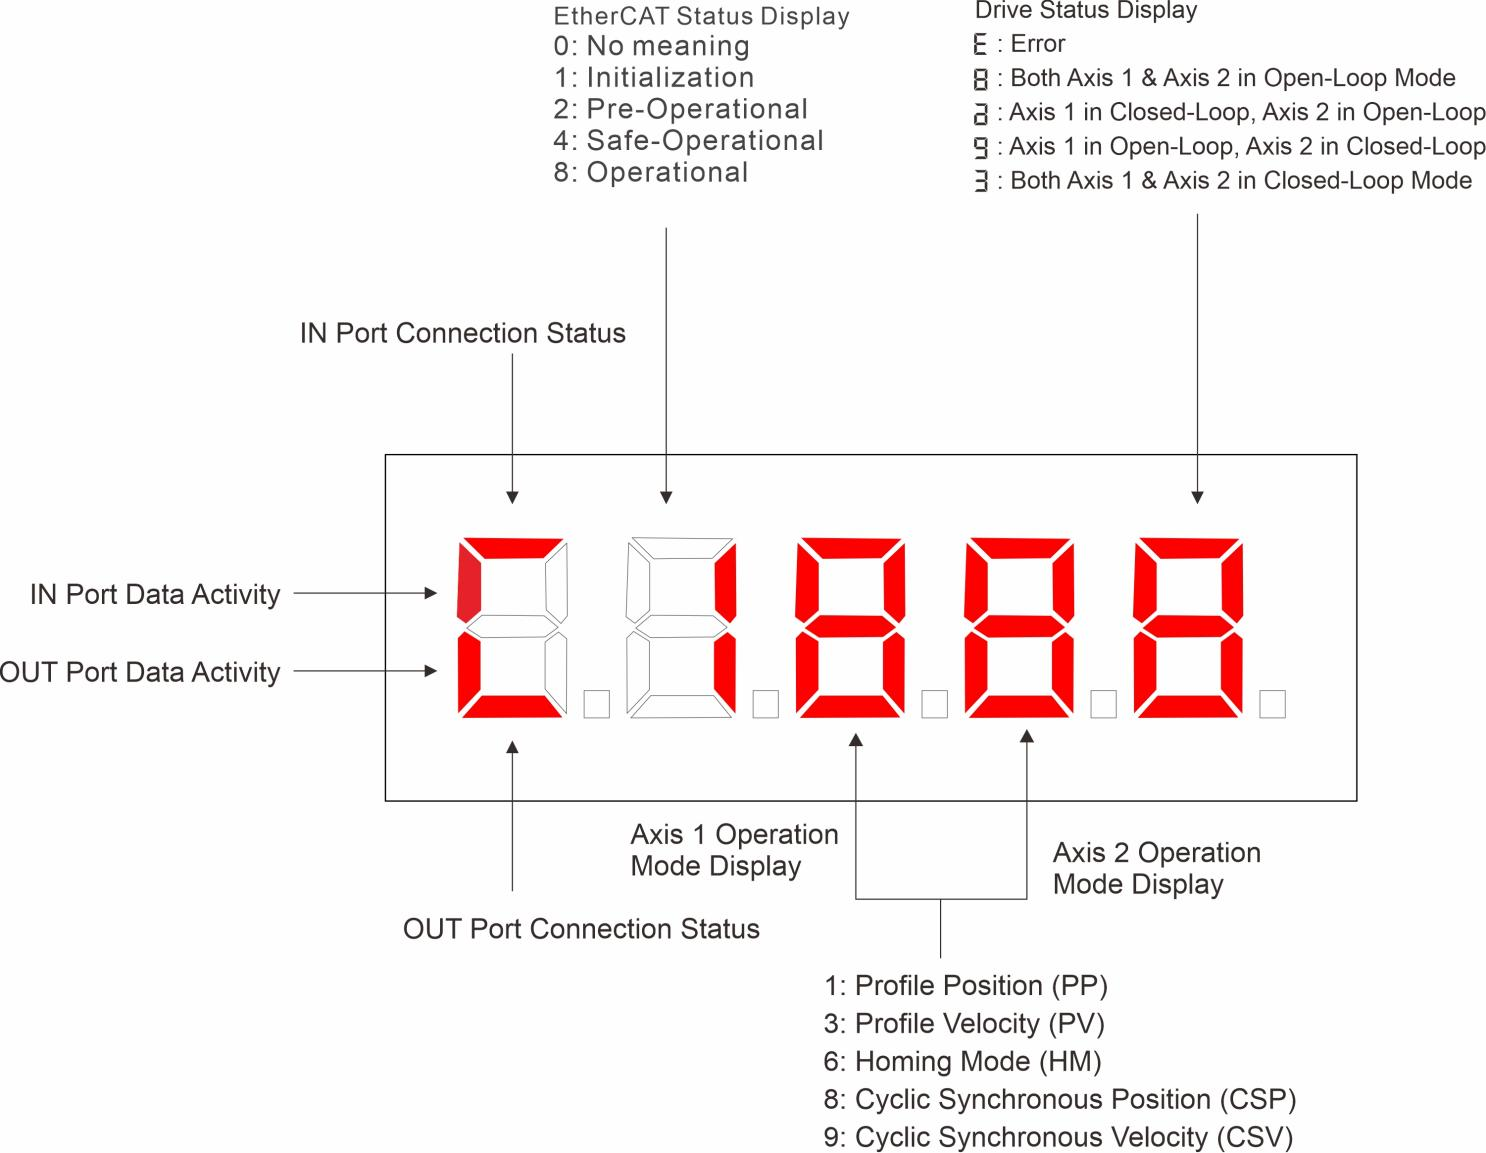 EtherCAT Status Display
0: No meaning
1: Initialization
2: Pre-Operational
4: Safe-Operational
8: Operational
Drive Status Display
E : Error
8 : Both Axis 1 & Axis 2 in Open-Loop Mode
a : Axis 1 in Closed-Loop, Axis 2 in Open-Loop
9 : Axis 1 in Open-Loop, Axis 2 in Closed-Loop
3 : Both Axis 1 & Axis 2 in Closed-Loop Mode
IN Port Connection Status
IN Port Data Activity
OUT Port Data Activity
C1888
Axis 1 Operation
Mode Display
Axis 2 Operation
Mode Display
OUT Port Connection Status
1: Profile Position (PP)
3: Profile Velocity (PV)
6: Homing Mode (HM)
8: Cyclic Synchronous Position (CSP)
9: Cyclic Synchronous Velocity (CSV)